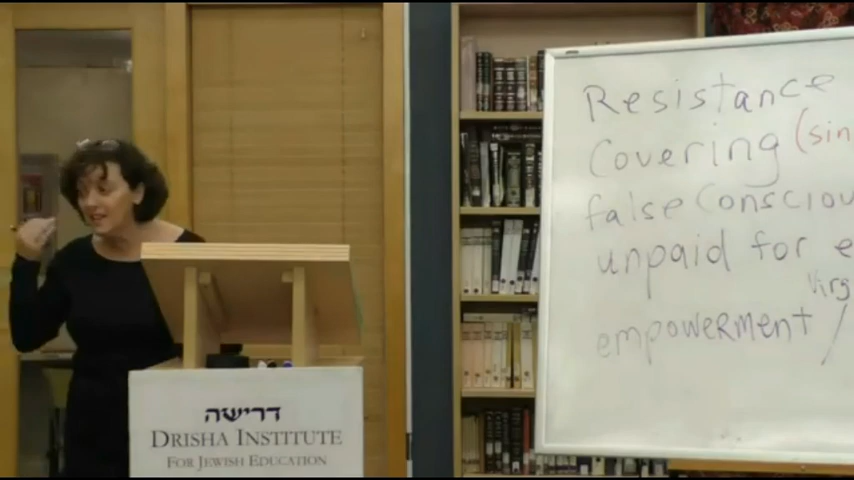 דרישה
DRISHA INSTITUTE
FOR JEWISH EDUCATION
Resistance
Covering (sin
false Consciou
unpaid for e
Virg
empowerment /